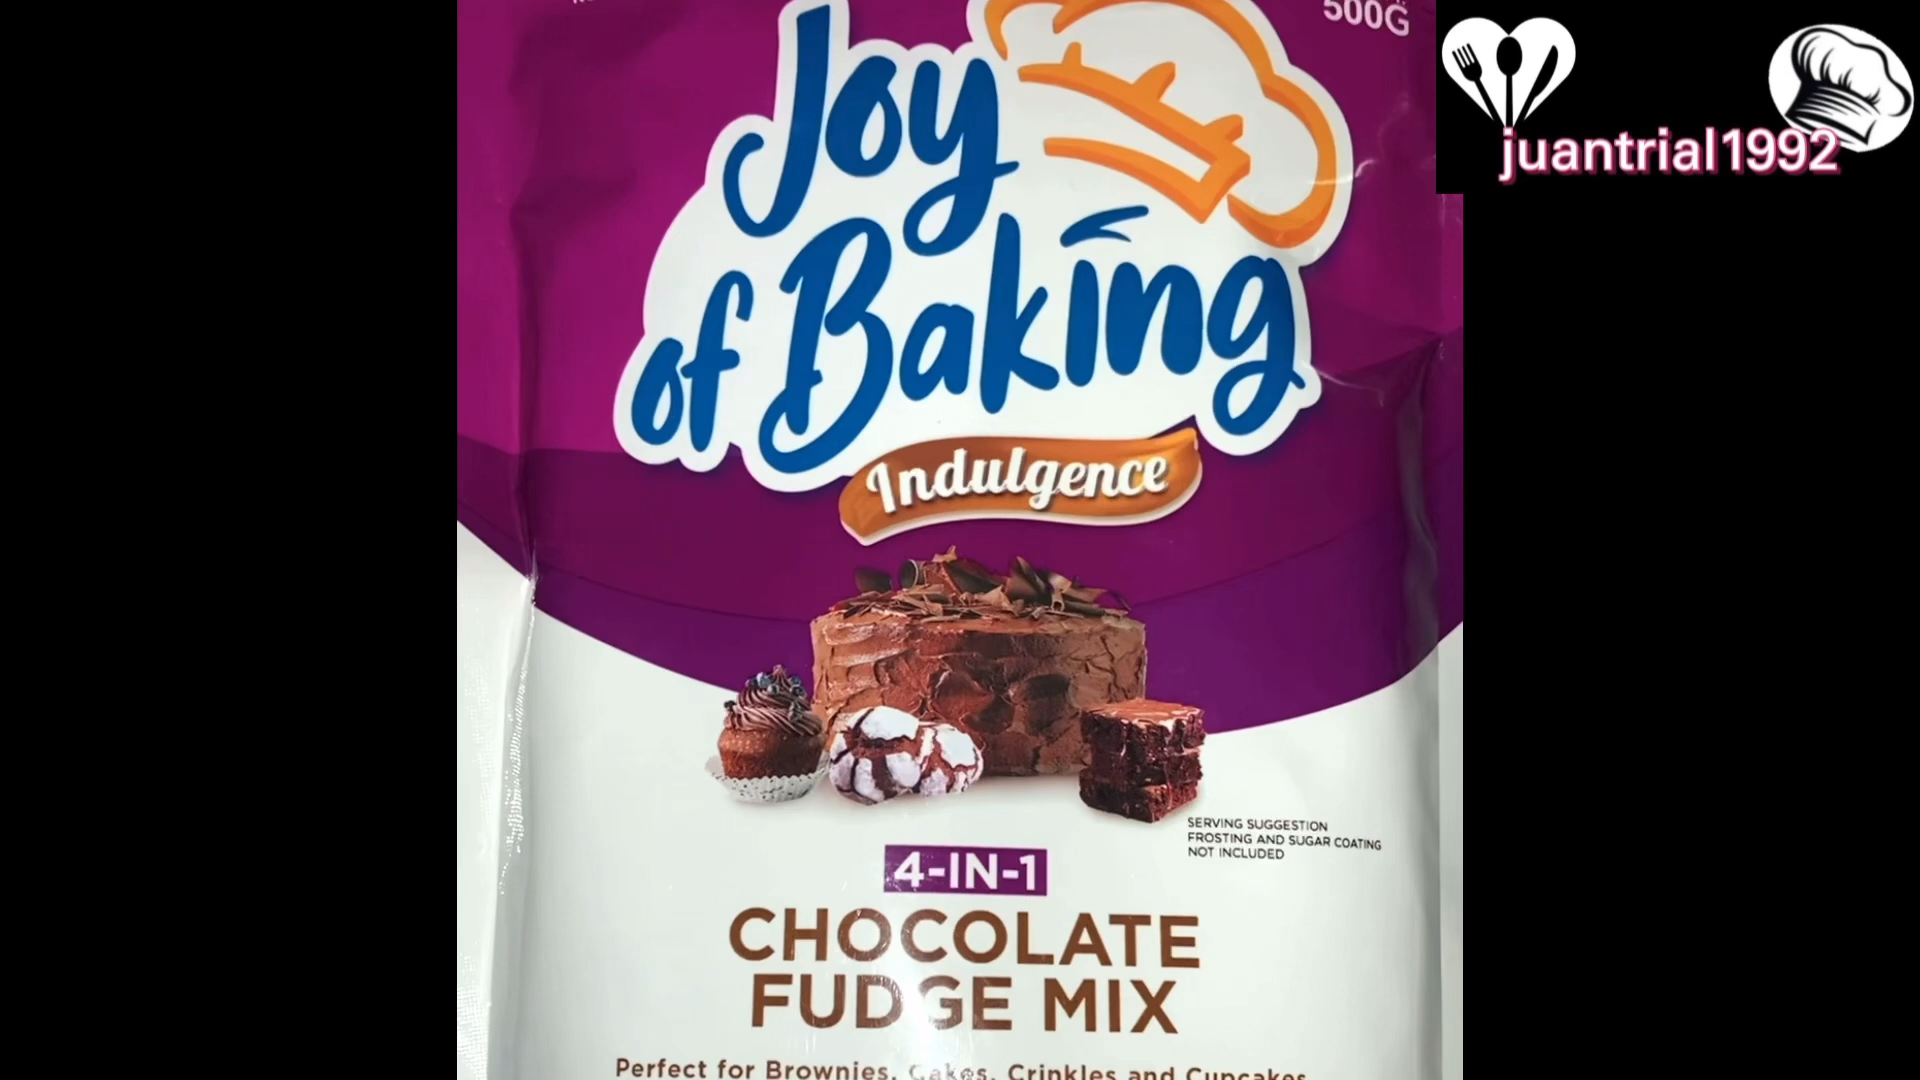 500G
juantrial1992
Joy
of Baking
Indulgence
SERVING SUGGESTION
FROSTING AND SUGAR COATING
NOT INCLUDED
4-IN-1
CHOCOLATE
FUDGE MIX
Perfect for Brownies, Cakes, Crinkles and Cupcakes